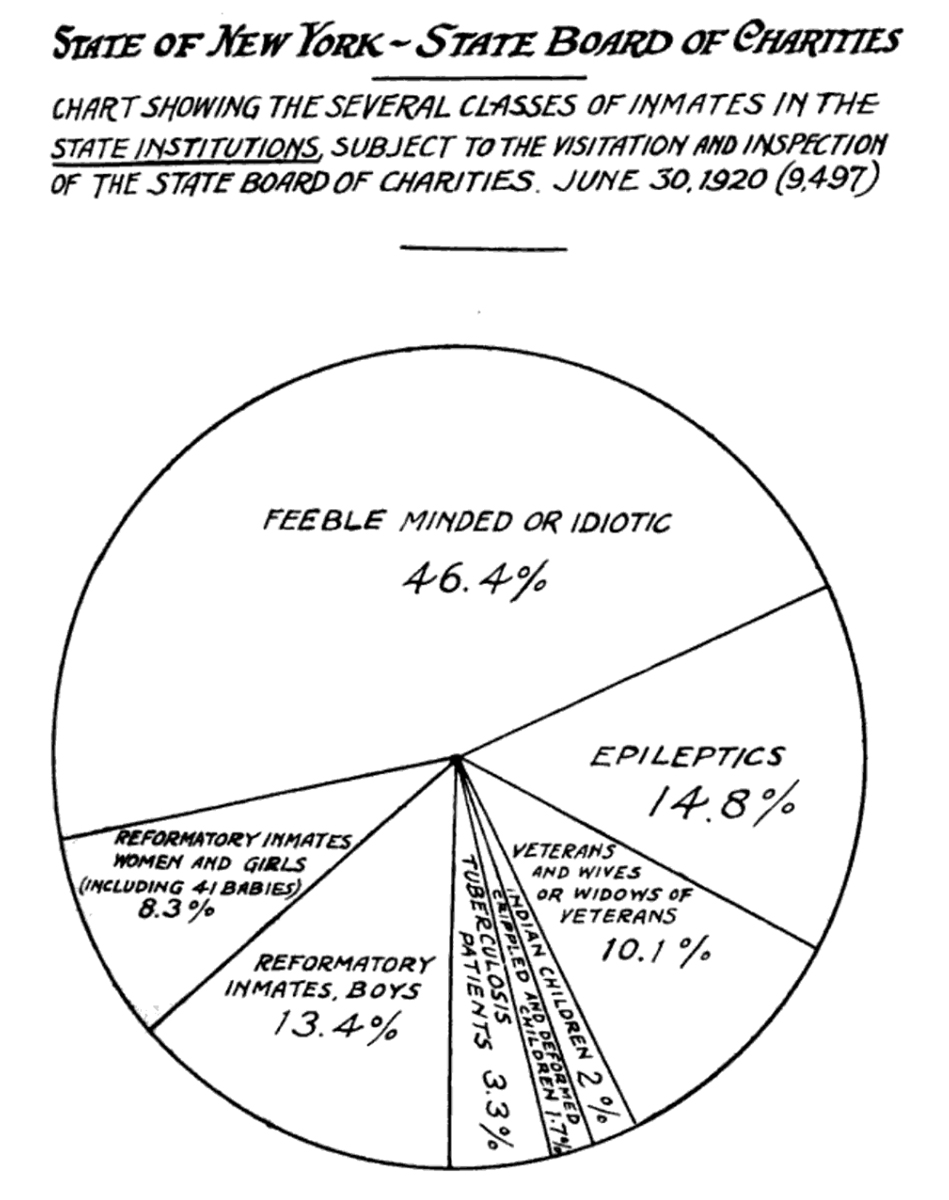 STATE OF NEW YORK ~ STATE BOARD OF CHARITIES
CHART SHOWING THE SEVERAL CLASSES OF INMATES IN THE
STATE INSTITUTIONS, SUBJECT TO THE VISITATION AND INSPECTION
OF THE STATE BOARD OF CHARITIES. JUNE 30, 1920 (9,497)
FEEBLE MINDED OR IDIOTIC
46.4%
EPILEPTICS
14.8%
VETERANS
AND WIVES
OR WIDOWS OF
VETERANS
10.1%
INDIAN CHILDREN 2%
CRIPPLED AND DEFORMED
CHILDREN 1.7%
TUBERCULOSIS
PATIENTS 3.3%
REFORMATORY
INMATES, BOYS
13.4%
REFORMATORY INMATES
WOMEN AND GIRLS
(INCLUDING 41 BABIES)
8.3%